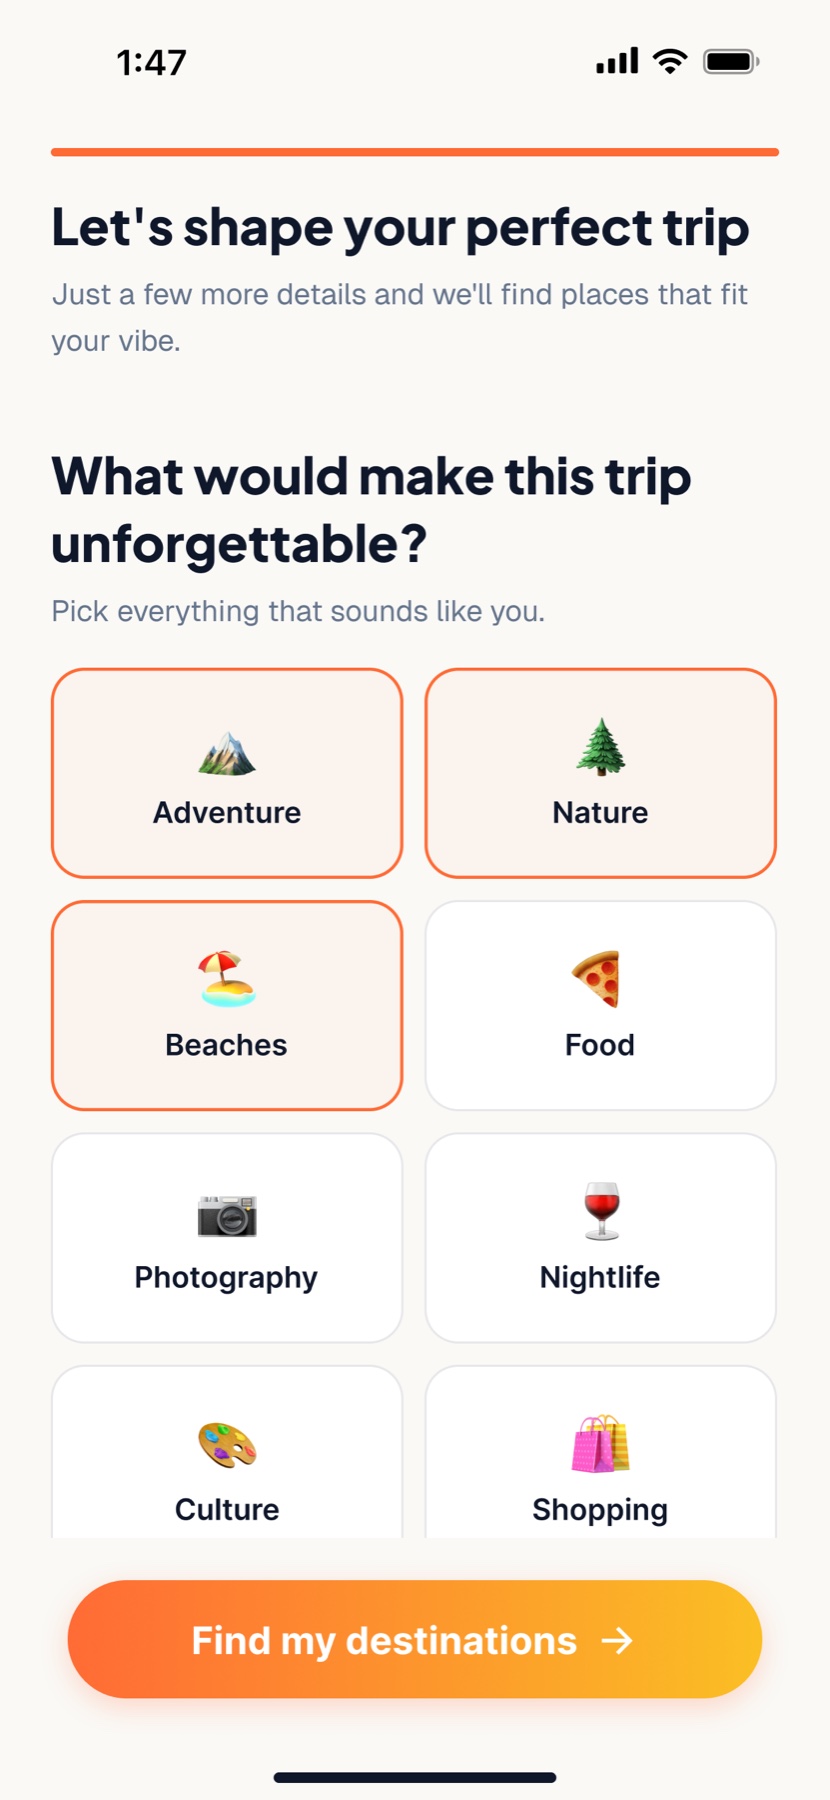 1:47
Let's shape your perfect trip
Just a few more details and we'll find places that fit
your vibe.
What would make this trip
unforgettable?
Pick everything that sounds like you.
Adventure
Nature
Beaches
Food
Photography
Nightlife
Culture
Shopping
Find my destinations →